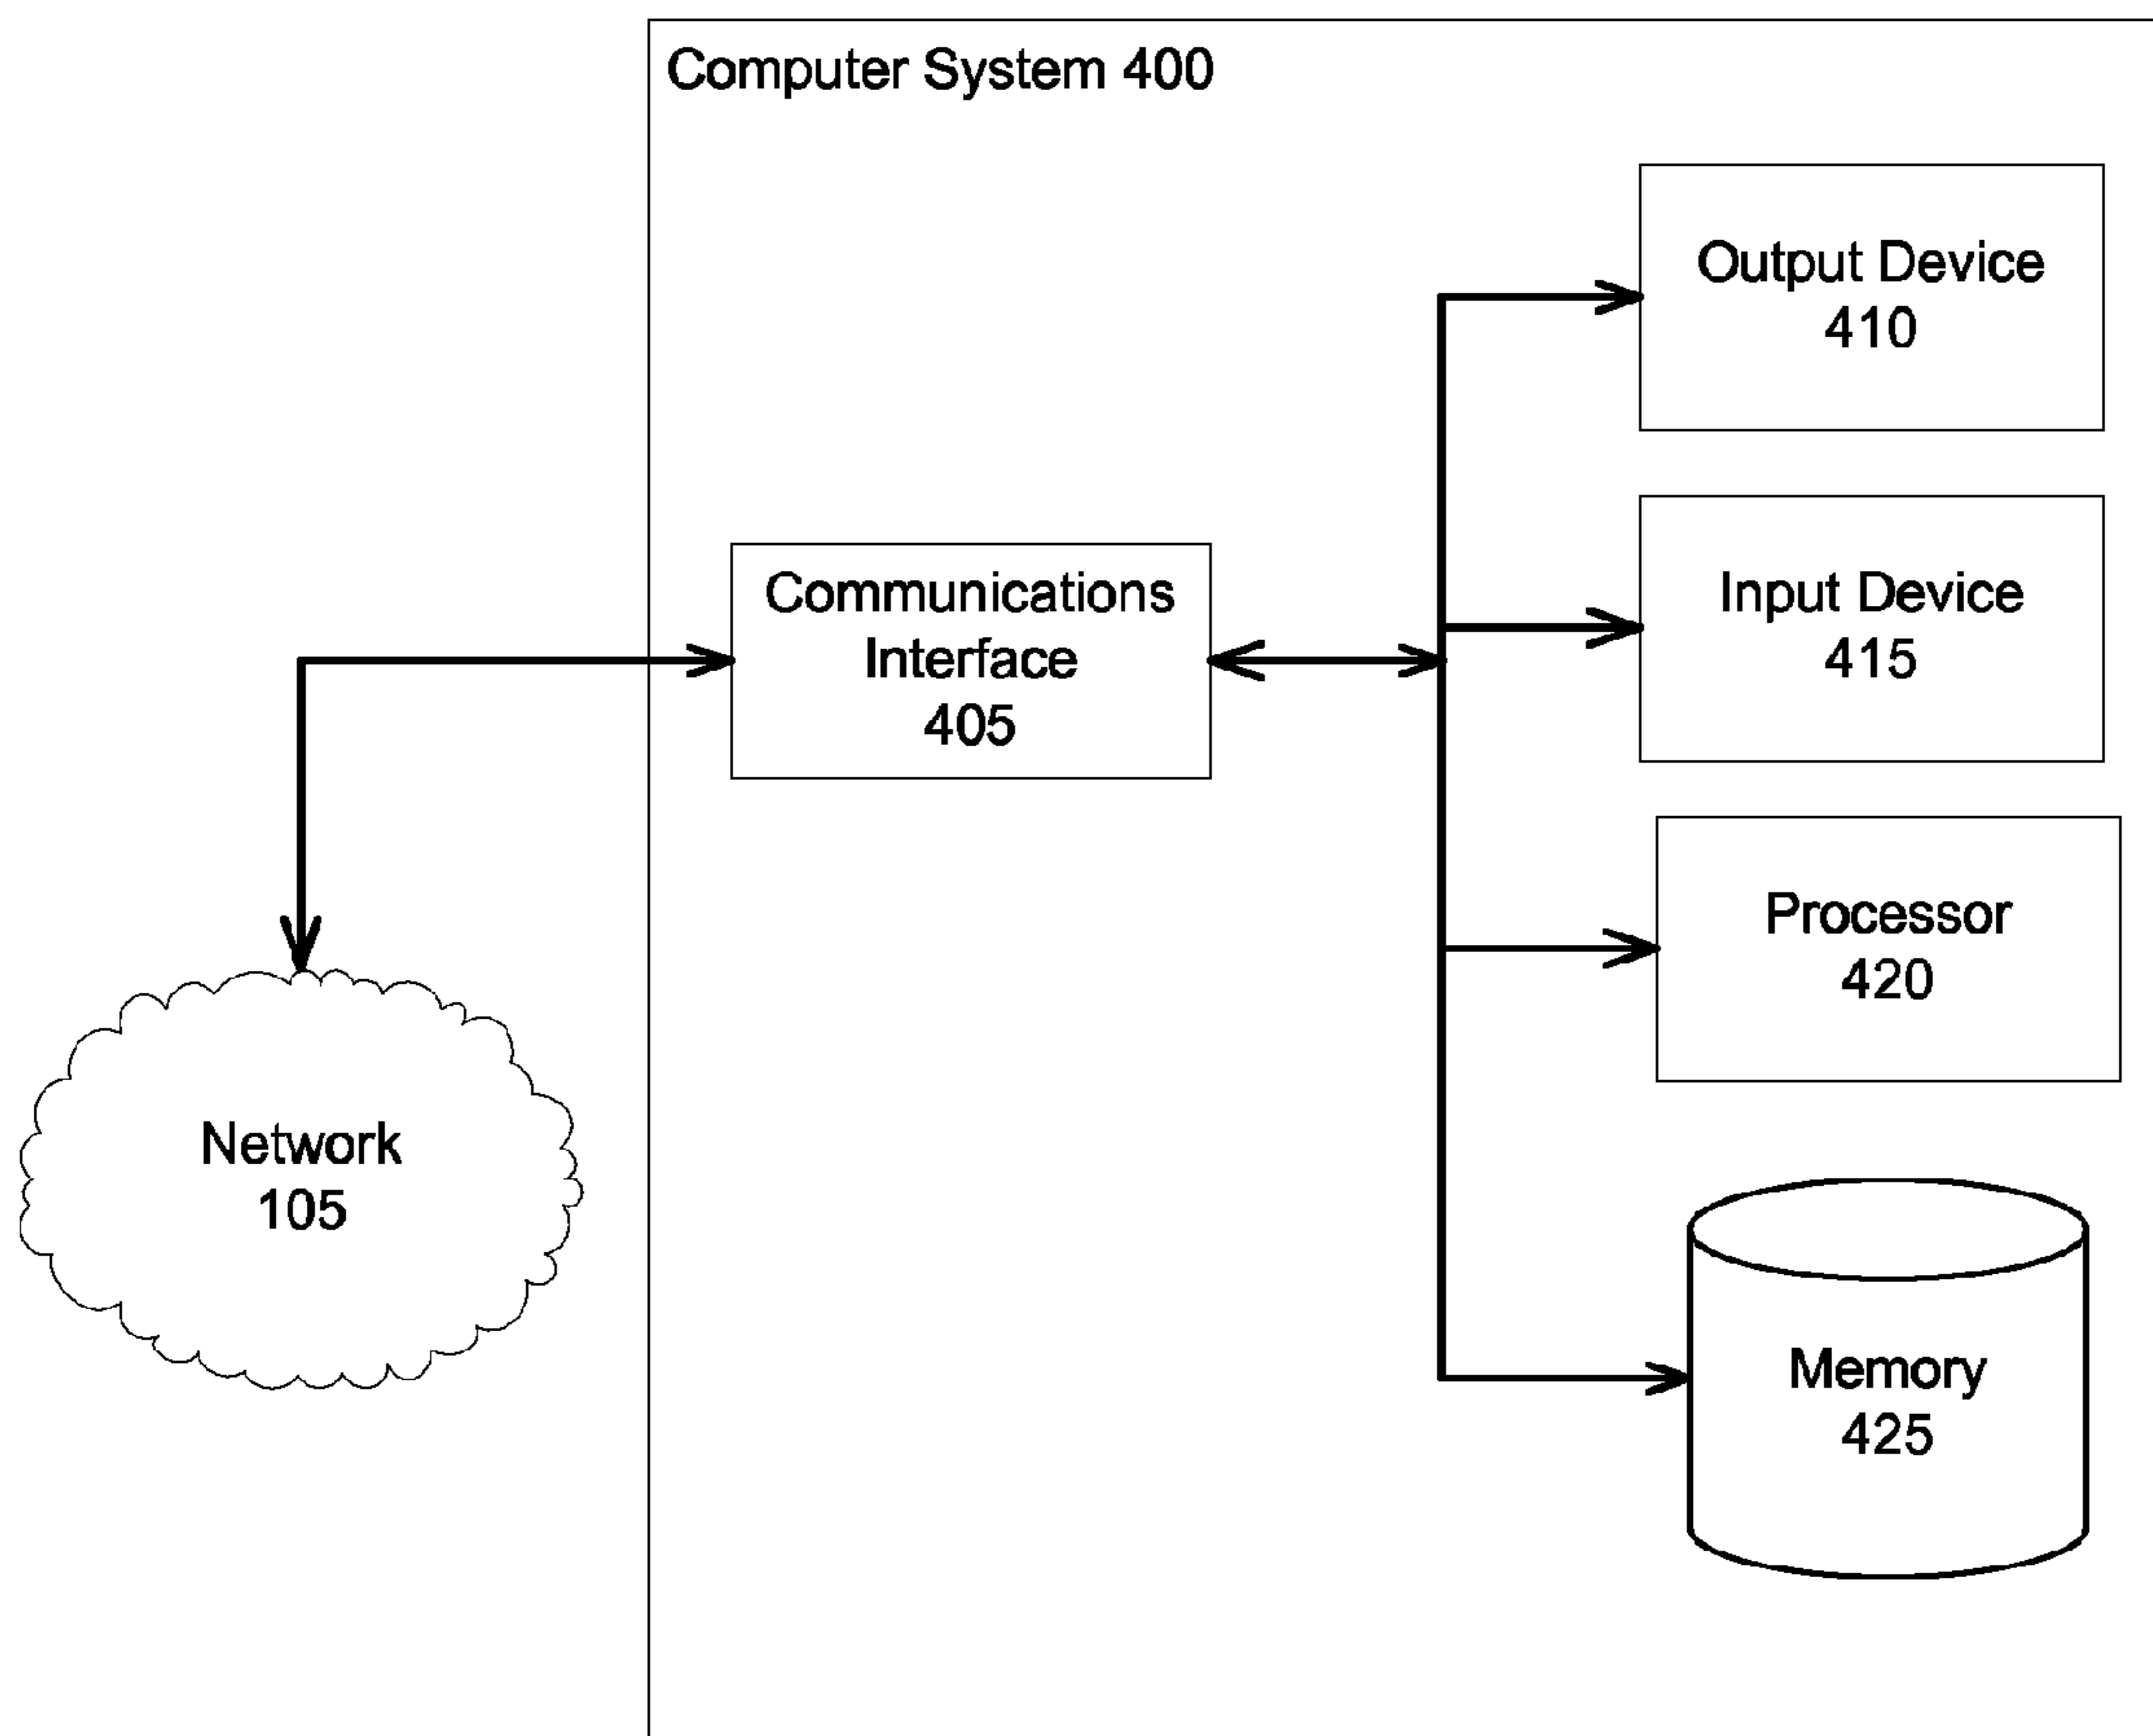 Computer System 400
Output Device
410
Input Device
415
Communications
Interface
405
Processor
420
Network
105
Memory
425